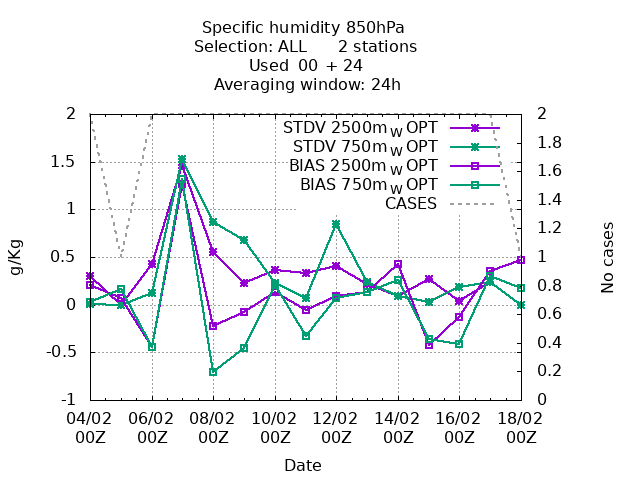 Specific humidity 850hPa
Selection: ALL 2 stations
Used 00 + 24
Averaging window: 24h
STDV 2500m_W OPT
STDV 750m_W OPT
BIAS 2500m_W OPT
BIAS 750m_W OPT
CASES
g/Kg
2
1.5
1
0.5
0
-0.5
-1
No cases
2
1.8
1.6
1.4
1.2
1
0.8
0.6
0.4
0.2
0
04/02 06/02 08/02 10/02 12/02 14/02 16/02 18/02
00Z 00Z 00Z 00Z 00Z 00Z 00Z 00Z
Date